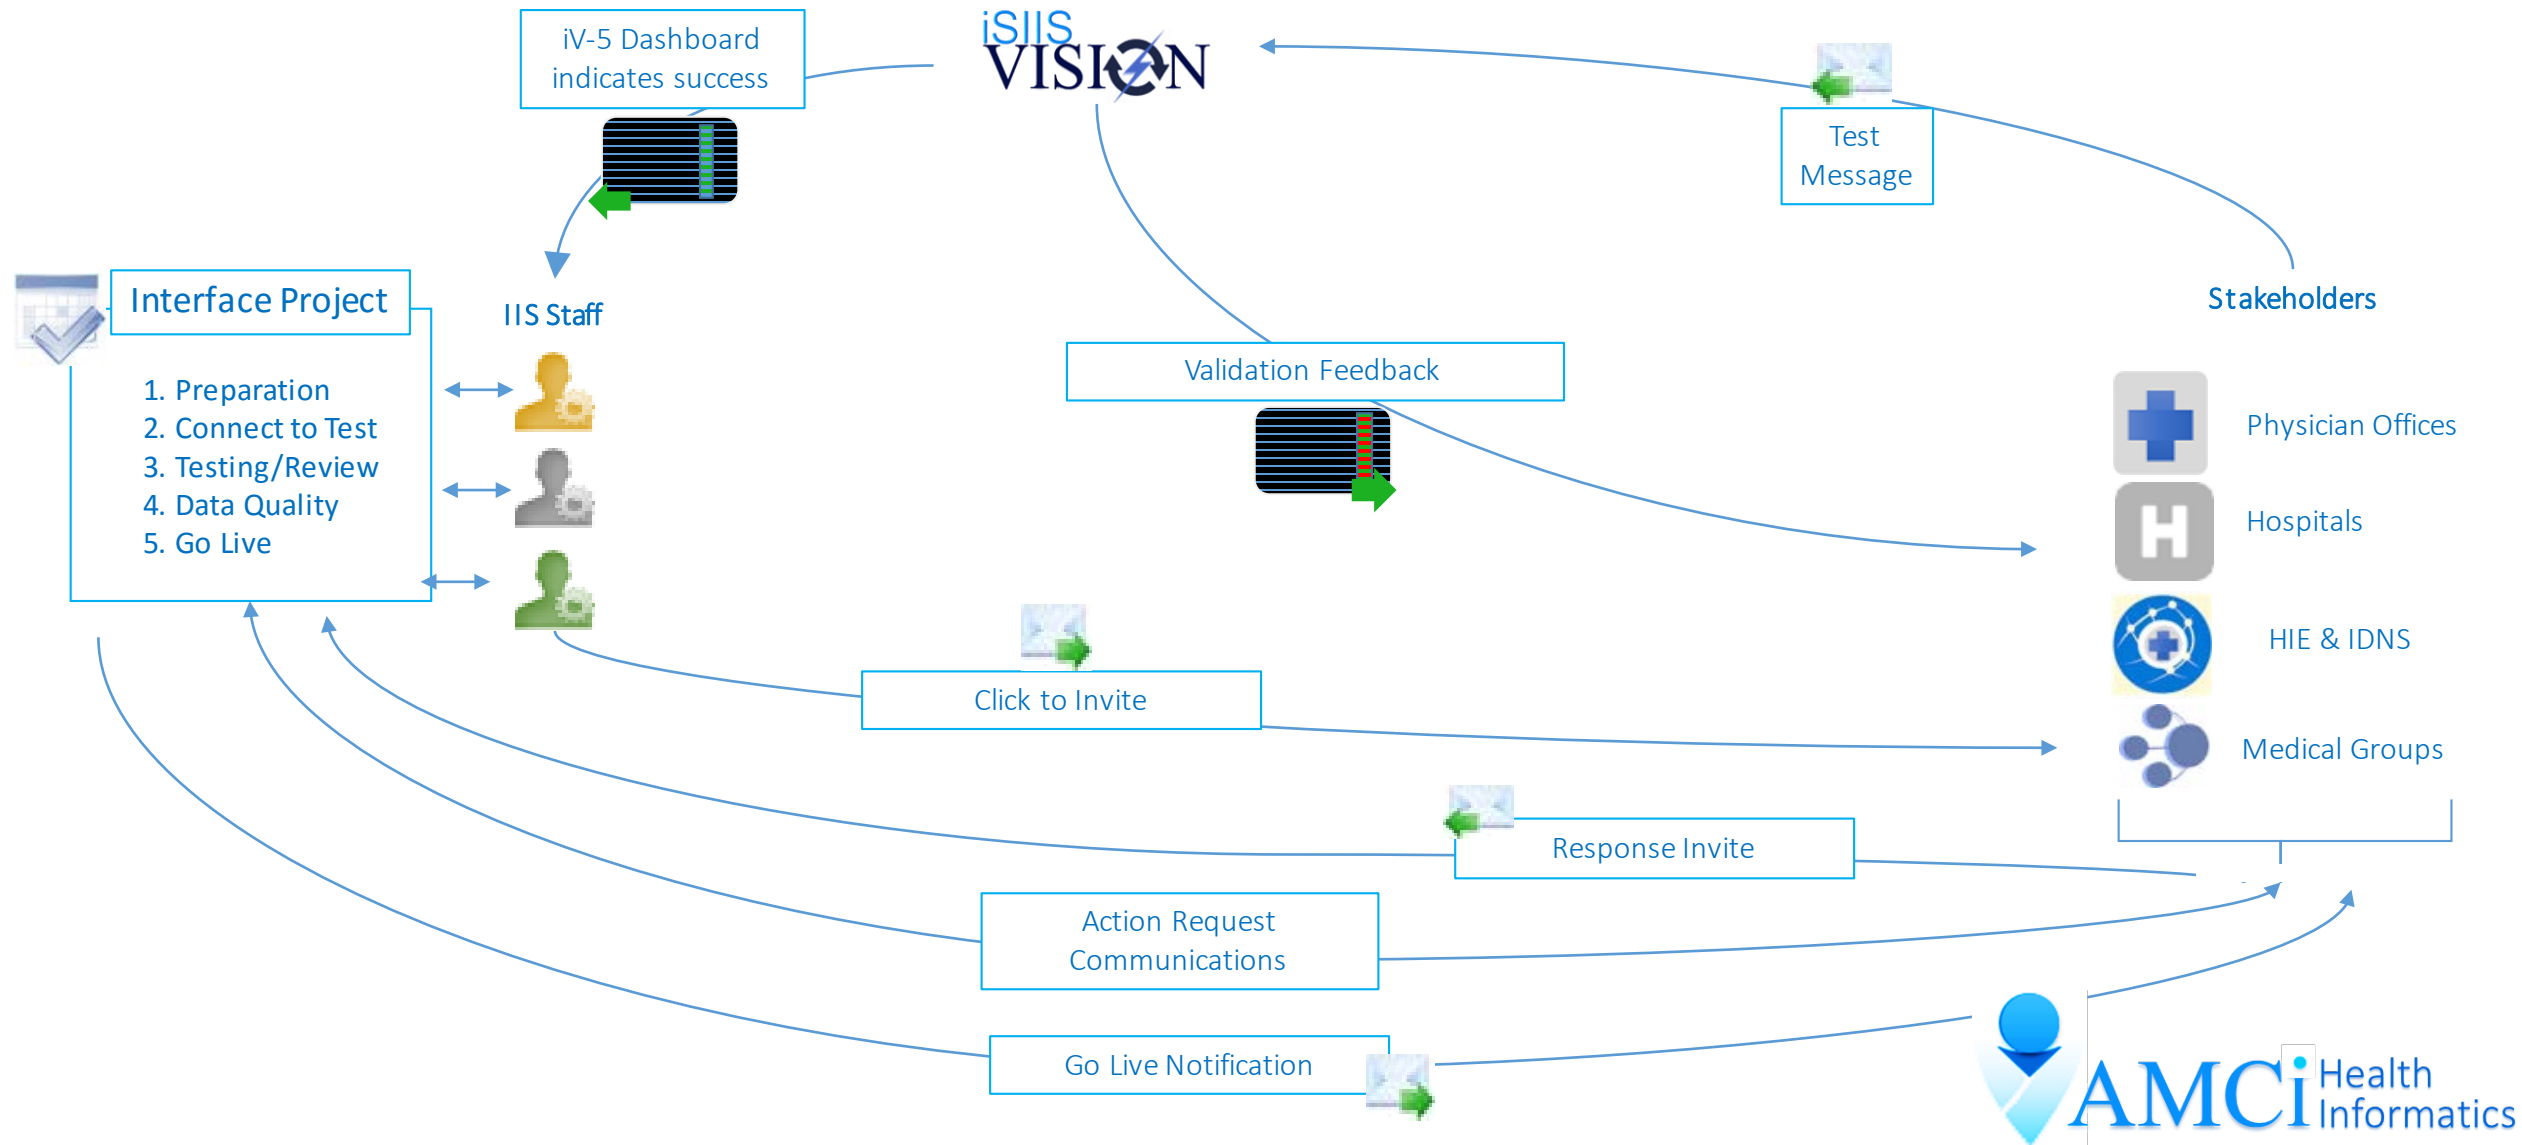 iV-5 Dashboard
indicates success
iSIIS
VISION
Test
Message
Interface Project
IIS Staff
Stakeholders
1. Preparation
2. Connect to Test
3. Testing/Review
4. Data Quality
5. Go Live
Validation Feedback
Physician Offices
Hospitals
H
HIE & IDNS
Click to Invite
Medical Groups
Response Invite
Action Request
Communications
Go Live Notification
AMCi Health
Informatics